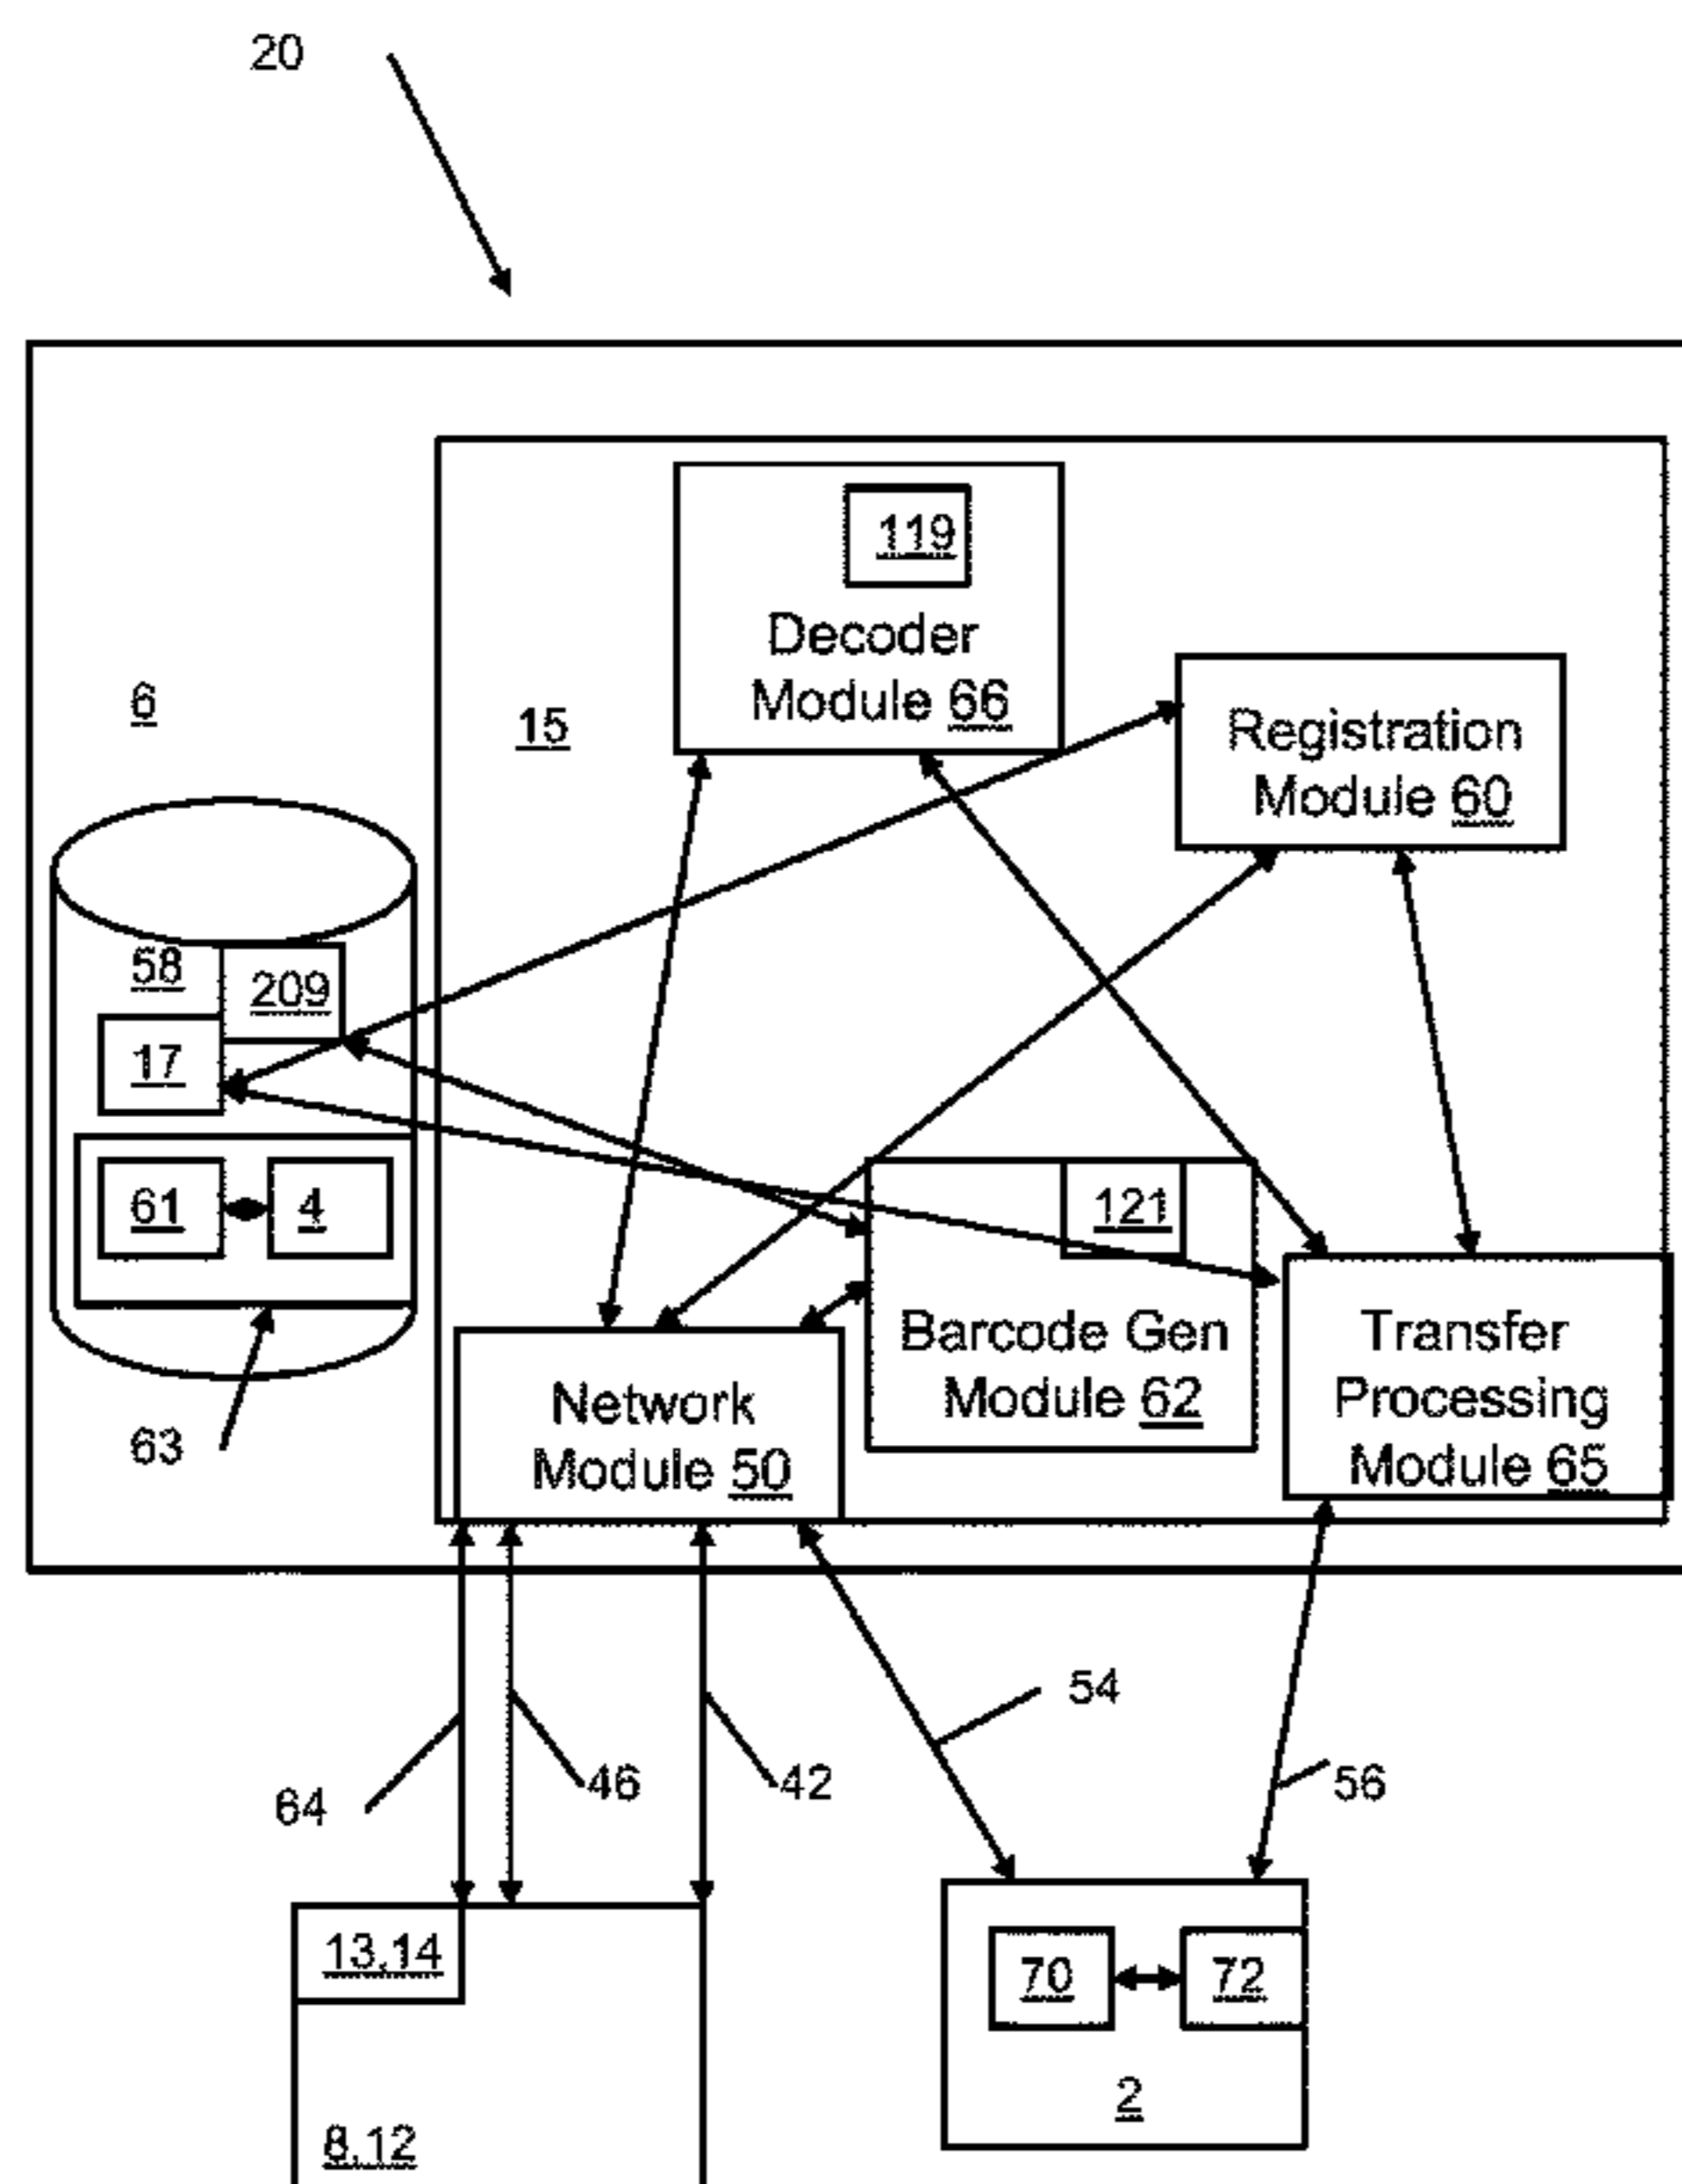 20
119
Decoder
Module 66
6
15
Registration
Module 60
58
209
17
61
4
121
Barcode Gen
Module 62
Transfer
Processing
Module 65
Network
Module 50
63
54
64
46
42
56
13,14
70
72
2
8,12